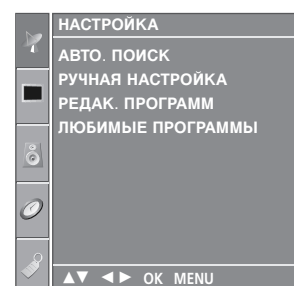 НАСТРОЙКА
АВТО. ПОИСК
РУЧНАЯ НАСТРОЙКА
РЕДАК. ПРОГРАММ
ЛЮБИМЫЕ ПРОГРАММЫ
▲▼ ◄► OK MENU